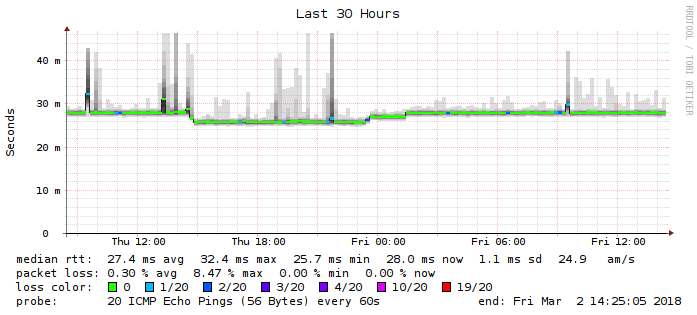 Last 30 Hours
RRDTOOL / TOBI OETIKER
Seconds
40 m
30 m
20 m
10 m
0
Thu 12:00 Thu 18:00 Fri 00:00 Fri 06:00 Fri 12:00
median rtt: 27.4 ms avg 32.4 ms max 25.7 ms min 28.0 ms now 1.1 ms sd 24.9 am/s
packet loss: 0.30 % avg 8.47 % max 0.00 % min 0.00 % now
loss color: 0 1/20 2/20 3/20 4/20 10/20 19/20
probe: 20 ICMP Echo Pings (56 Bytes) every 60s end: Fri Mar 2 14:25:05 2018